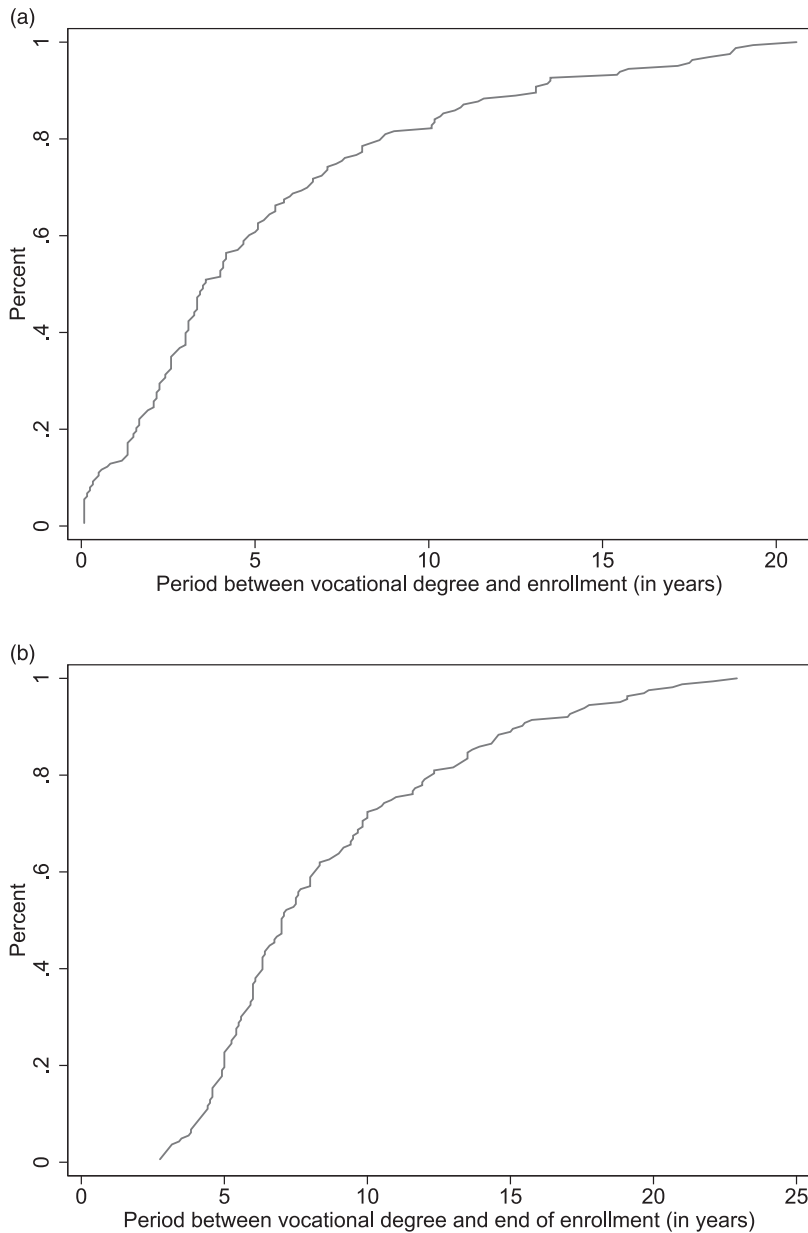 (a)
1
.8
.6
.4
.2
0
Percent
0 5 10 15 20
Period between vocational degree and enrollment (in years)
(b)
1
.8
.6
.4
.2
0
Percent
0 5 10 15 20 25
Period between vocational degree and end of enrollment (in years)